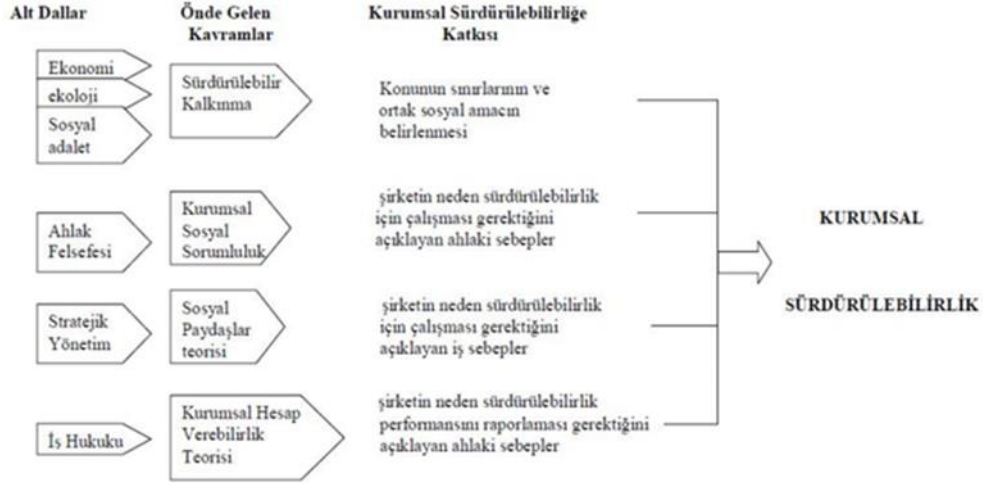 Alt Dallar
Önde Gelen
Kavramlar
Kurumsal Sürdürülebilirliğe
Katkısı
Ekonomi
ekoloji
Sosyal
adalet
Sürdürülebilir
Kalkınma
Konunun sınırlarının ve
ortak sosyal amacın
belirlenmesi
Ahlak
Felsefesi
Kurumsal
Sosyal
Sorumluluk
şirketin neden sürdürülebilirlik
için çalışması gerektiğini
açıklayan ahlaki sebepler
Stratejik
Yönetim
Sosyal
Paydaşlar
teorisi
şirketin neden sürdürülebilirlik
için çalışması gerektiğini
açıklayan iş sebepler
İş Hukuku
Kurumsal Hesap
Verebilirlik
Teorisi
şirketin neden sürdürülebilirlik
performansını raporlaması gerektiğini
açıklayan ahlaki sebepler
KURUMSAL
SÜRDÜRÜLEBİLİRLİK